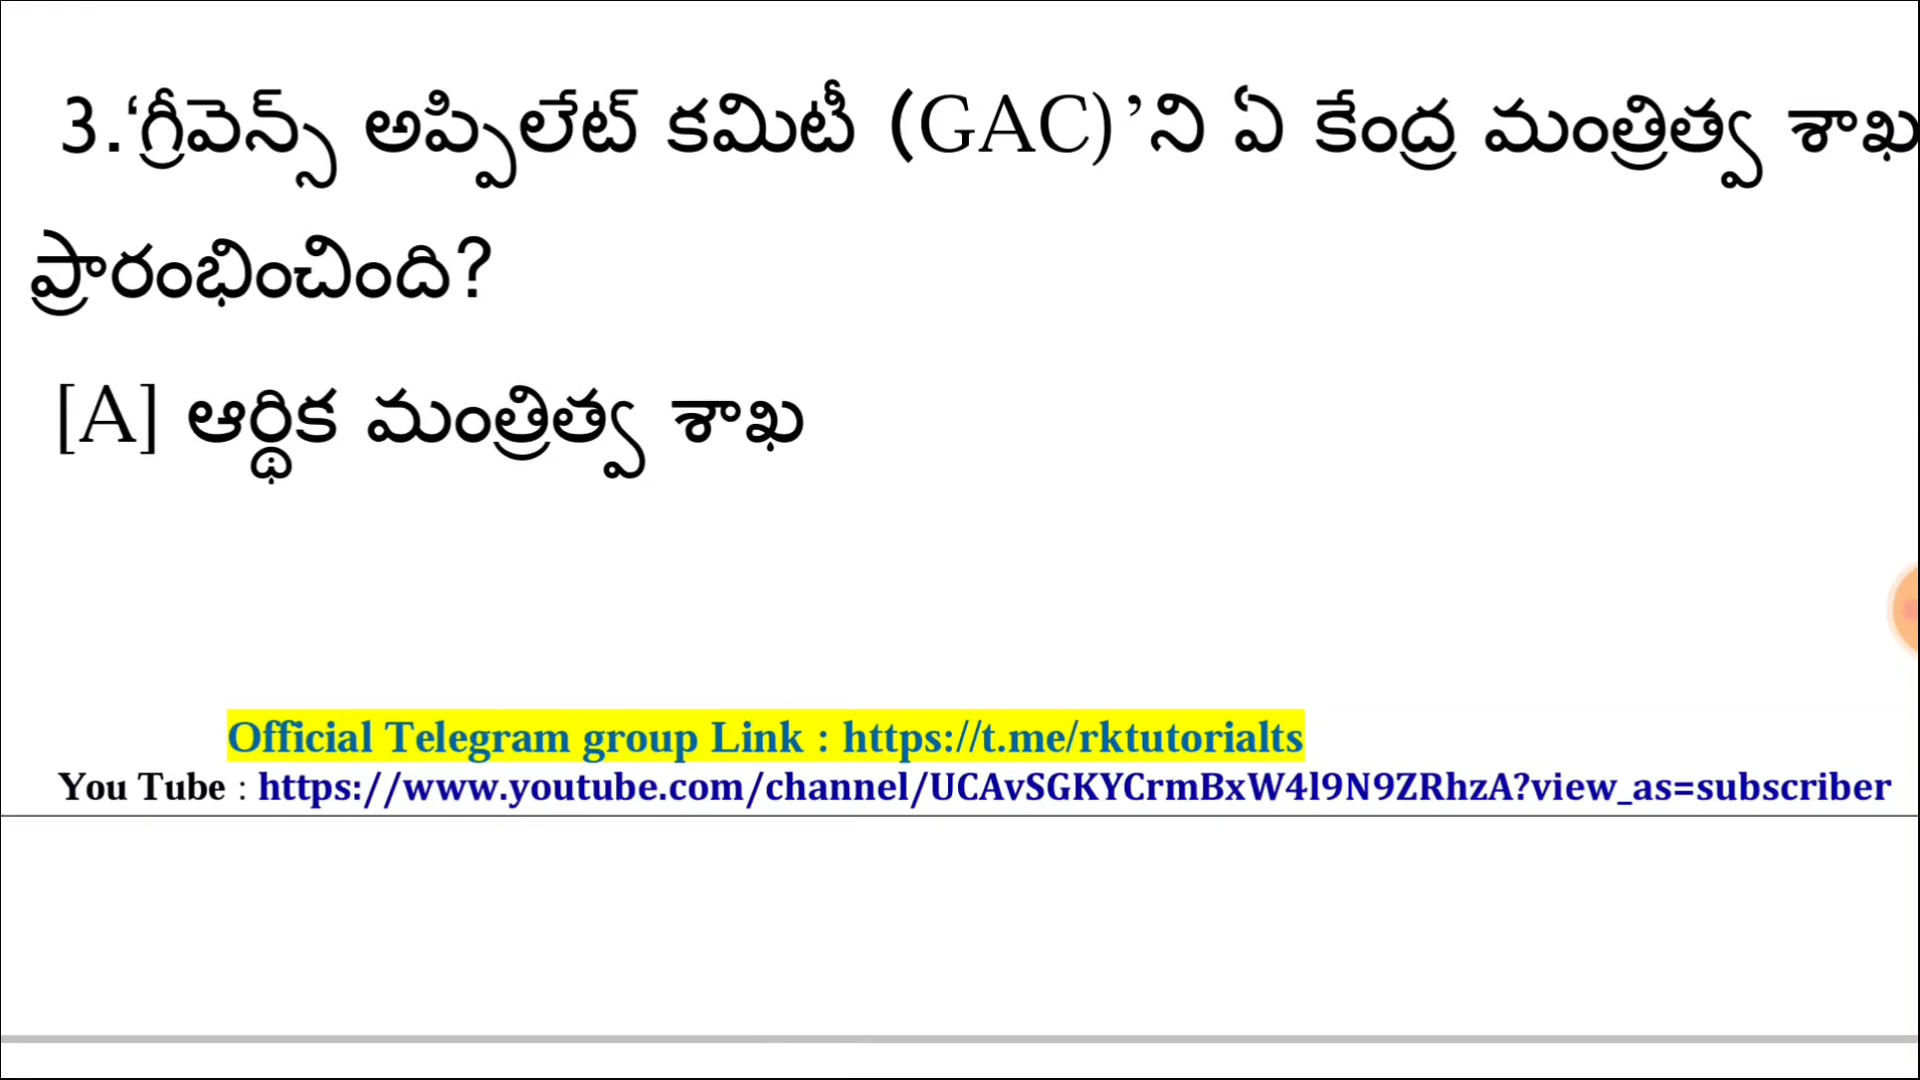 3.‘గ్రీవెన్స్ అప్పిలేట్ కమిటీ (GAC)’ని ఏ కేంద్ర మంత్రిత్వ శాఖ
ప్రారంభించింది?
[A] ఆర్థిక మంత్రిత్వ శాఖ
Official Telegram group Link : https://t.me/rktutorialts
You Tube : https://www.youtube.com/channel/UCAvSGKYCrmBxW4l9N9ZRhzA?view_as=subscriber